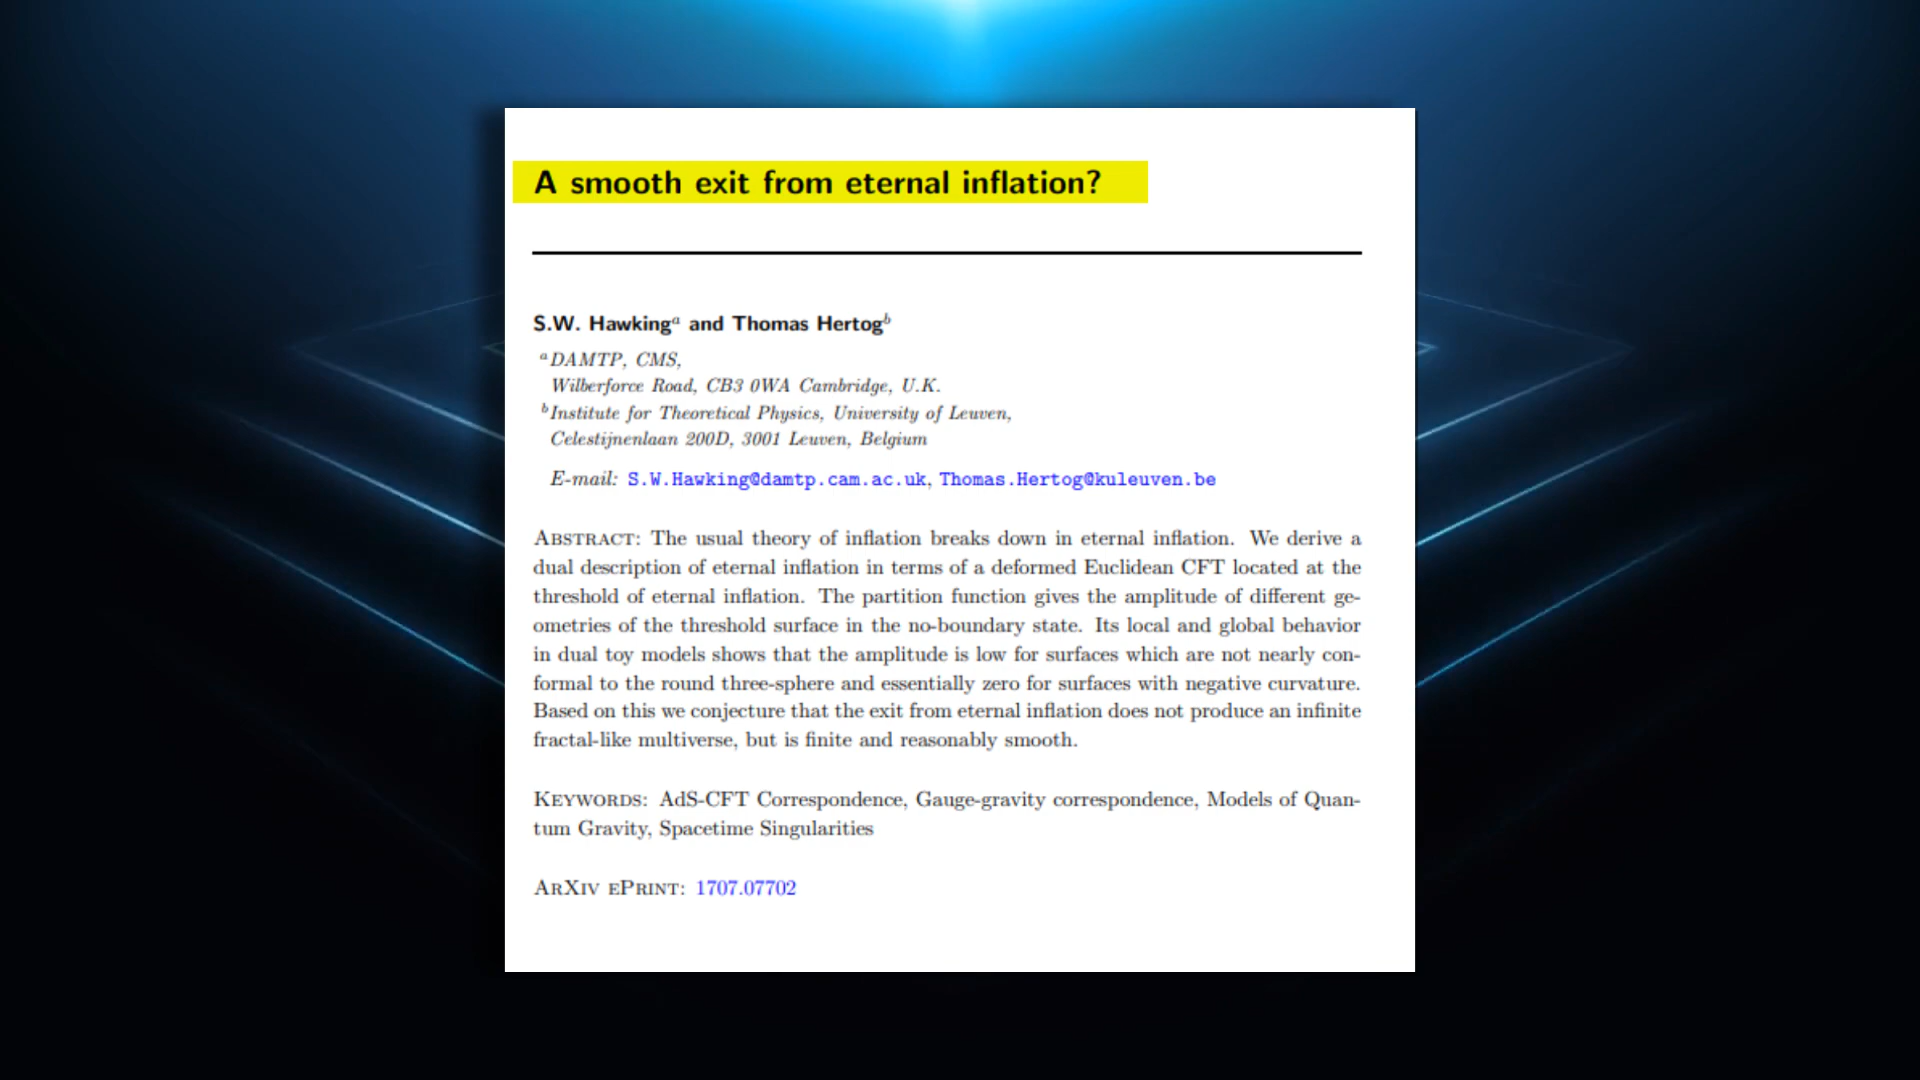 A smooth exit from eternal inflation?
S.W. Hawkingᵃ and Thomas Hertogᵇ
ᵃDAMTP, CMS,
Wilberforce Road, CB3 0WA Cambridge, U.K.
ᵇInstitute for Theoretical Physics, University of Leuven,
Celestijnenlaan 200D, 3001 Leuven, Belgium
E-mail: S.W.Hawking@damtp.cam.ac.uk, Thomas.Hertog@kuleuven.be
ABSTRACT: The usual theory of inflation breaks down in eternal inflation. We derive a
dual description of eternal inflation in terms of a deformed Euclidean CFT located at the
threshold of eternal inflation. The partition function gives the amplitude of different ge-
ometries of the threshold surface in the no-boundary state. Its local and global behavior
in dual toy models shows that the amplitude is low for surfaces which are not nearly con-
formal to the round three-sphere and essentially zero for surfaces with negative curvature.
Based on this we conjecture that the exit from eternal inflation does not produce an infinite
fractal-like multiverse, but is finite and reasonably smooth.
KEYWORDS: AdS-CFT Correspondence, Gauge-gravity correspondence, Models of Quan-
tum Gravity, Spacetime Singularities
ARXIV EPRINT: 1707.07702